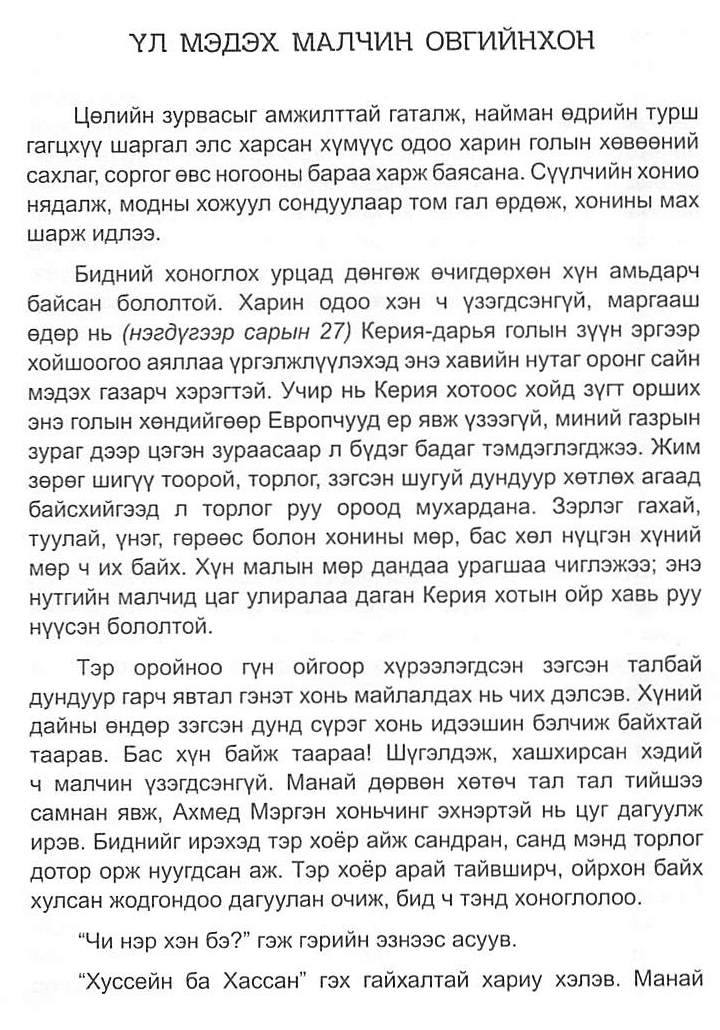 ҮЛ МЭДЭХ МАЛЧИН ОВГИЙНХОН
Цөлийн зурвасыг амжилттай гаталж, найман өдрийн турш
гагцхүү шаргал элс харсан хүмүүс одоо харин голын хөвөөний
сахлаг, соргог өвс ногооны бараа харж баясана. Сүүлчийн хонио
нядалж, модны хожуул сондуулаар том гал өрдөж, хонины мах
шарж идлээ.
Бидний хоноглох урцад дөнгөж өчигдөрхөн хүн амьдарч
байсан бололтой. Харин одоо хэн ч үзэгдсэнгүй, маргааш
өдөр нь (нэгдүгээр сарын 27) Керия-дарья голын зүүн эргээр
хойшоогоо аяллаа үргэлжлүүлэхэд энэ хавийн нутаг оронг сайн
мэдэх газарч хэрэгтэй. Учир нь Керия хотоос хойд зүгт орших
энэ голын хөндийгөөр Европчууд ер явж үзээгүй, миний газрын
зураг дээр цэгэн зураасаар л бүдэг бадаг тэмдэглэгджээ. Жим
зөрөг шигүү тоорой, торлог, зэгсэн шугуй дундуур хөтлөх агаад
байсхийгээд л торлог руу ороод мухардана. Зэрлэг гахай,
туулай, үнэг, гөрөөс болон хонины мөр, бас хөл нүцгэн хүний
мөр ч их байх. Хүн малын мөр дандаа урагшаа чиглэжээ; энэ
нутгийн малчид цаг улиралаа даган Керия хотын ойр хавь руу
нүүсэн бололтой.
Тэр оройноо гүн ойгоор хүрээлэгдсэн зэгсэн талбай
дундуур гарч явтал гэнэт хонь майлалдах нь чих дэлсэв. Хүний
дайны өндөр зэгсэн дунд сүрэг хонь идээшин бэлчиж байхтай
таарав. Бас хүн байж таараа! Шүгэлдэж, хашхирсан хэдий
ч малчин үзэгдсэнгүй. Манай дөрвөн хөтөч тал тал тийшээ
самнан явж, Ахмед Мэргэн хоньчинг эхнэртэй нь цуг дагуулж
ирэв. Биднийг ирэхэд тэр хоёр айж сандран, санд мэнд торлог
дотор орж нуугдсан аж. Тэр хоёр арай тайвширч, ойрхон байх
хулсан жодгондоо дагуулан очиж, бид ч тэнд хоноглолоо.
“Чи нэр хэн бэ?” гэж гэрийн эзнээс асуув.
“Хуссейн ба Хассан” гэх гайхалтай хариу хэлэв. Манай